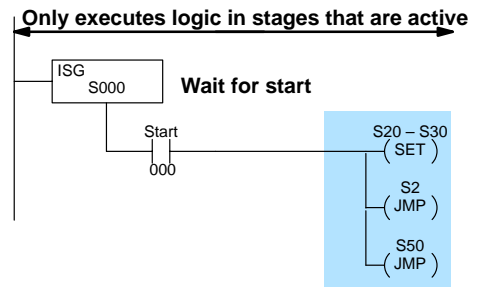 Only executes logic in stages that are active
ISG
S000
Wait for start
Start
000
S20 – S30
SET
S2
JMP
S50
JMP